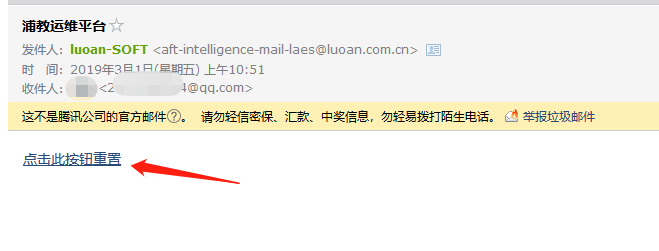 浦教运维平台
发件人：luoan-SOFT <aft-intelligence-mail-laes@luoan.com.cn>
时 间：2019年3月1日(星期五) 上午10:51
收件人： <2 4@qq.com>
这不是腾讯公司的官方邮件?。 请勿轻信密保、汇款、中奖信息，勿轻易拨打陌生电话。 举报垃圾邮件
点击此按钮重置